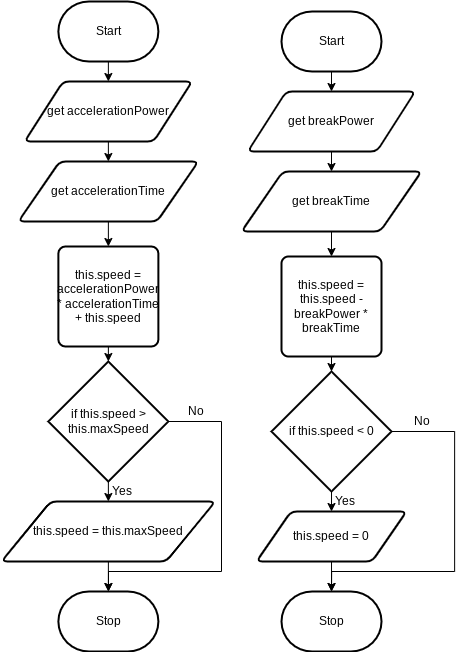 Start
get accelerationPower
get accelerationTime
this.speed =
accelerationPower
* accelerationTime
+ this.speed
if this.speed >
this.maxSpeed
No
Yes
this.speed = this.maxSpeed
Stop
Start
get breakPower
get breakTime
this.speed =
this.speed -
breakPower *
breakTime
if this.speed < 0
No
Yes
this.speed = 0
Stop